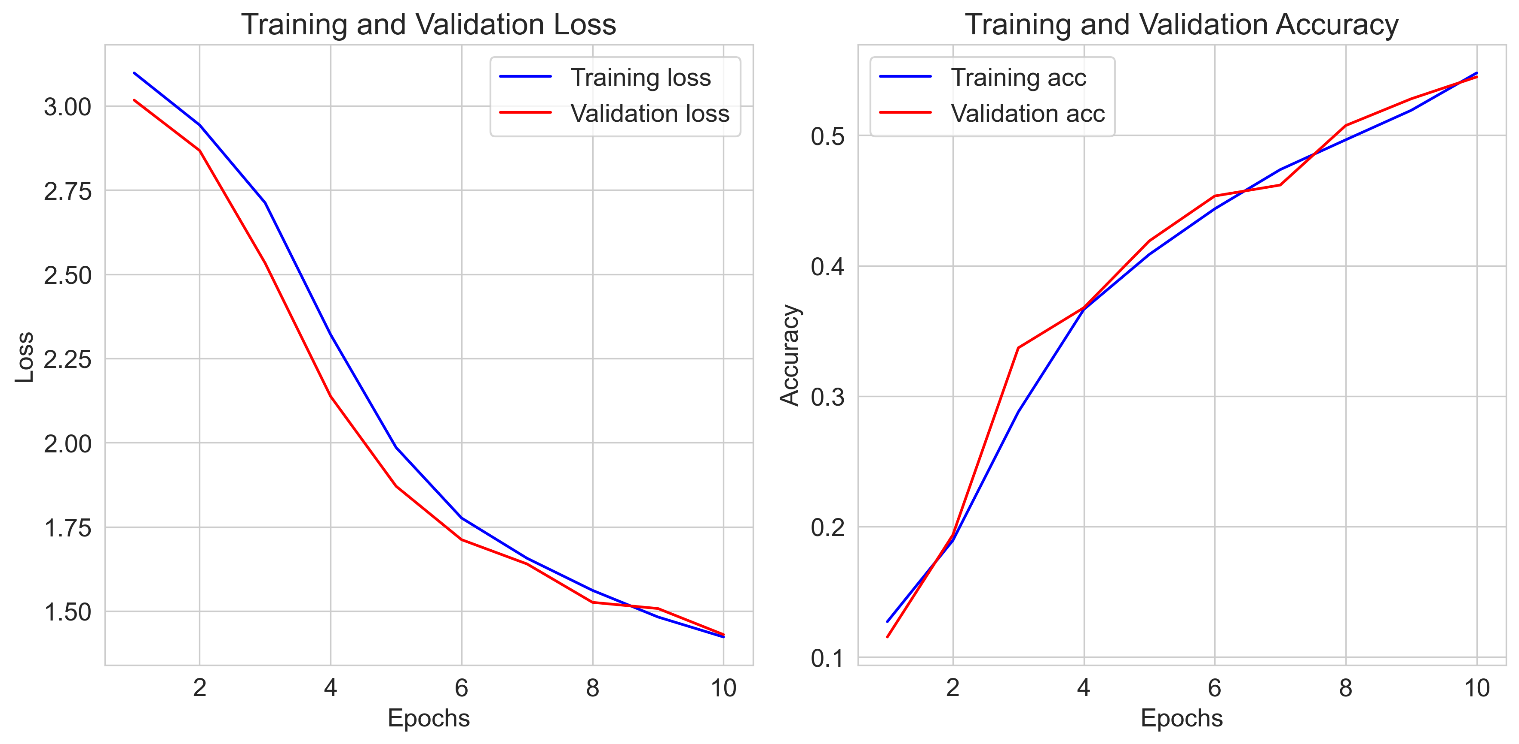 Training and Validation Loss
Training loss
Validation loss
3.00
2.75
2.50
2.25
2.00
1.75
1.50
Loss
2 4 6 8 10
Epochs
Training and Validation Accuracy
Training acc
Validation acc
0.5
0.4
0.3
0.2
0.1
Accuracy
2 4 6 8 10
Epochs